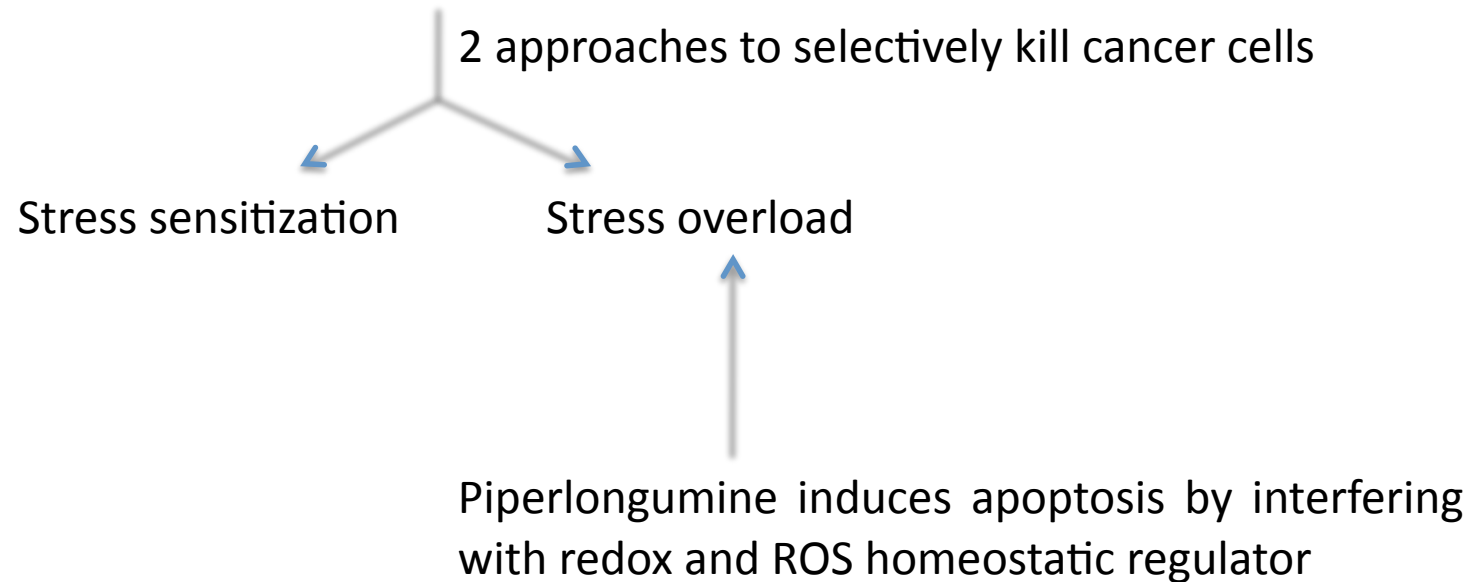 2 approaches to selectively kill cancer cells
Stress sensitization
Stress overload
Piperlongumine induces apoptosis by interfering
with redox and ROS homeostatic regulator